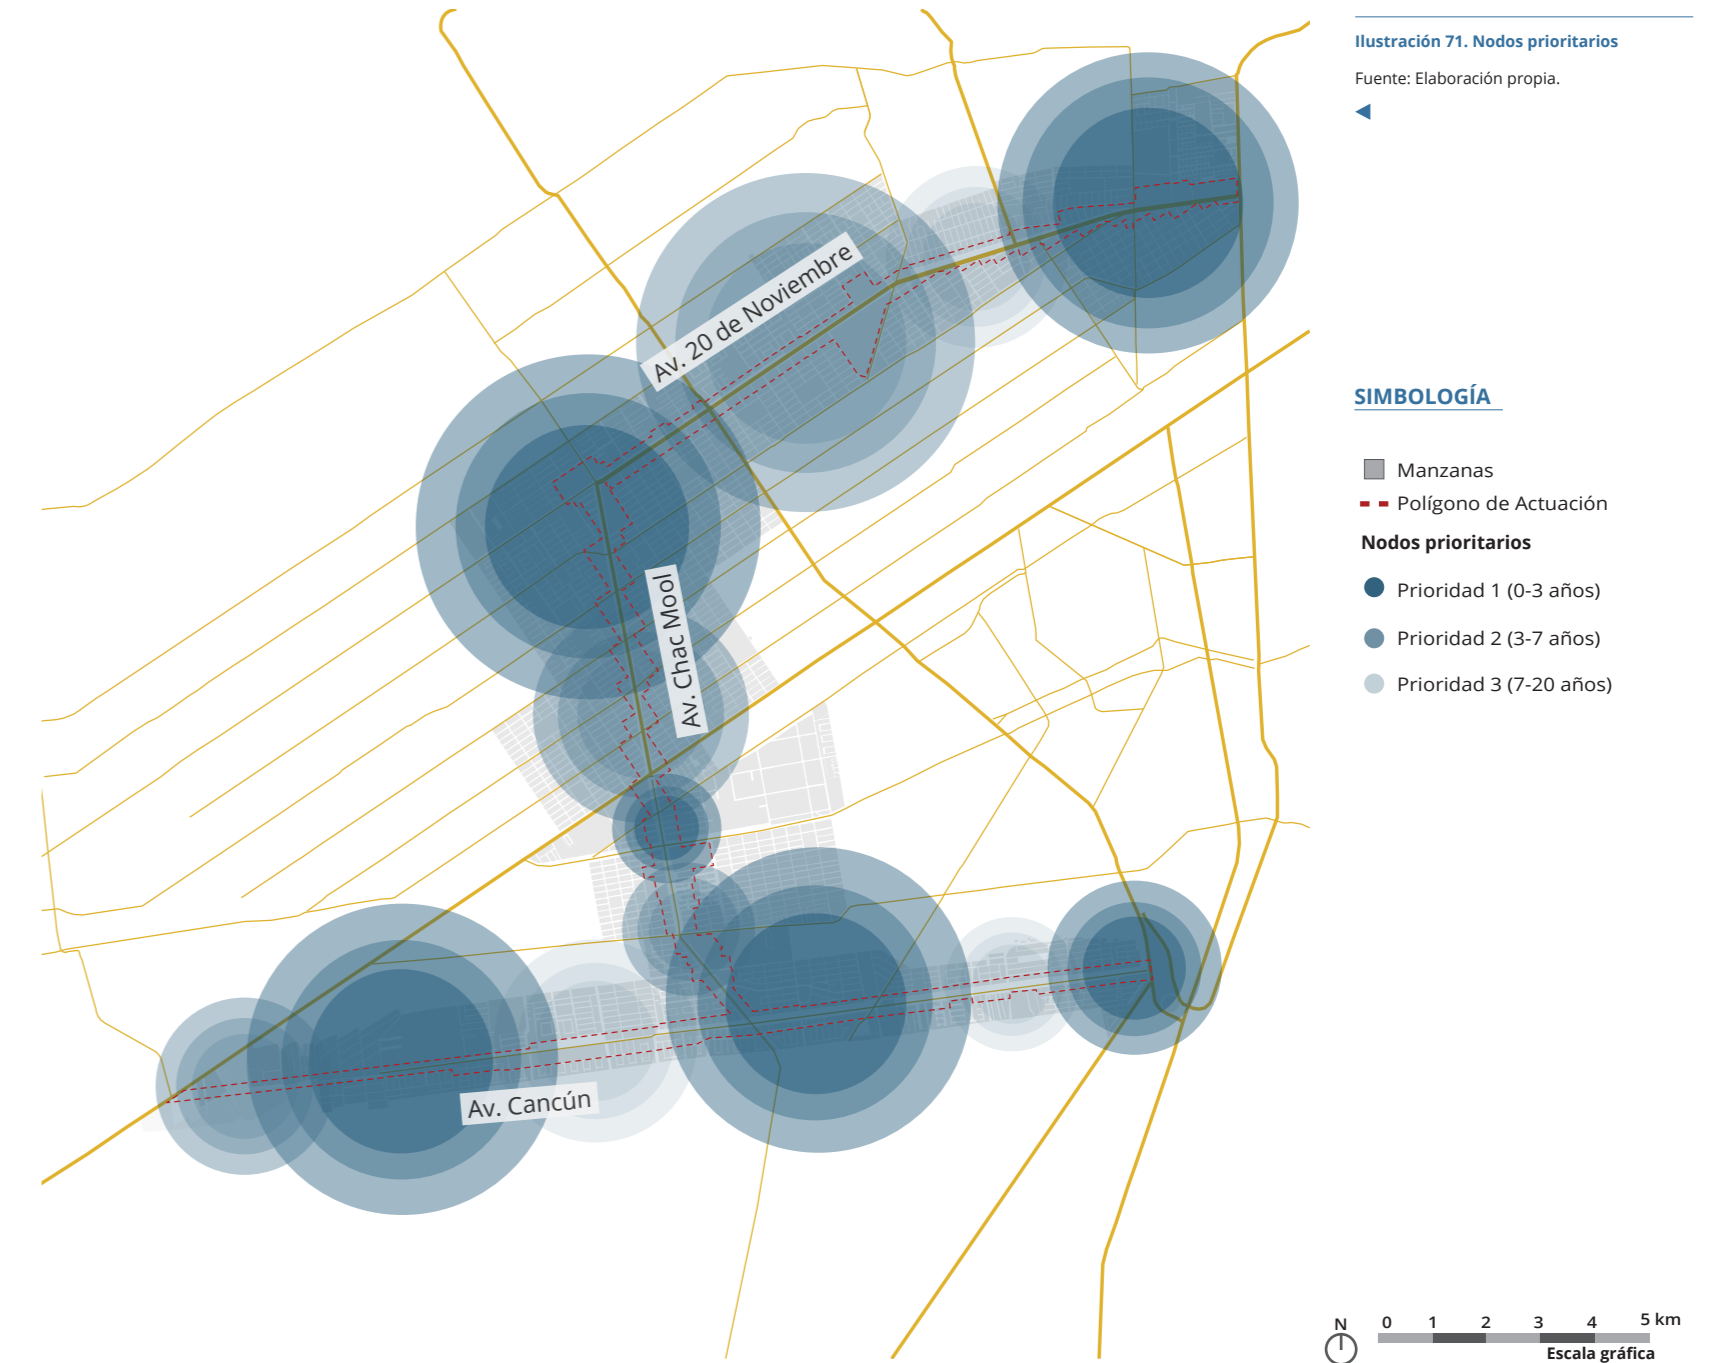 Ilustración 71. Nodos prioritarios
Fuente: Elaboración propia.
Av. 20 de Noviembre
Av. Chac Mool
Av. Cancún
SIMBOLOGÍA
Manzanas
Polígono de Actuación
Nodos prioritarios
Prioridad 1 (0-3 años)
Prioridad 2 (3-7 años)
Prioridad 3 (7-20 años)
N
0 1 2 3 4 5 km
Escala gráfica